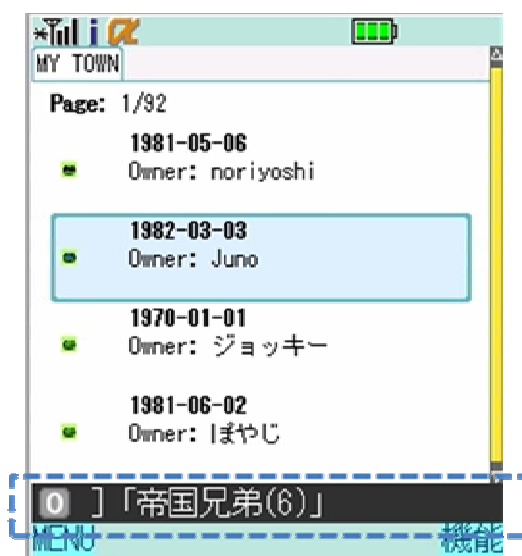 i α
MY TOWN
Page: 1/92
1981-05-06
Owner: noriyoshi
1982-03-03
Owner: Juno
1970-01-01
Owner: ジョッキー
1981-06-02
Owner: ぼやじ
0 ]「帝国兄弟(6)」
MENU 機能